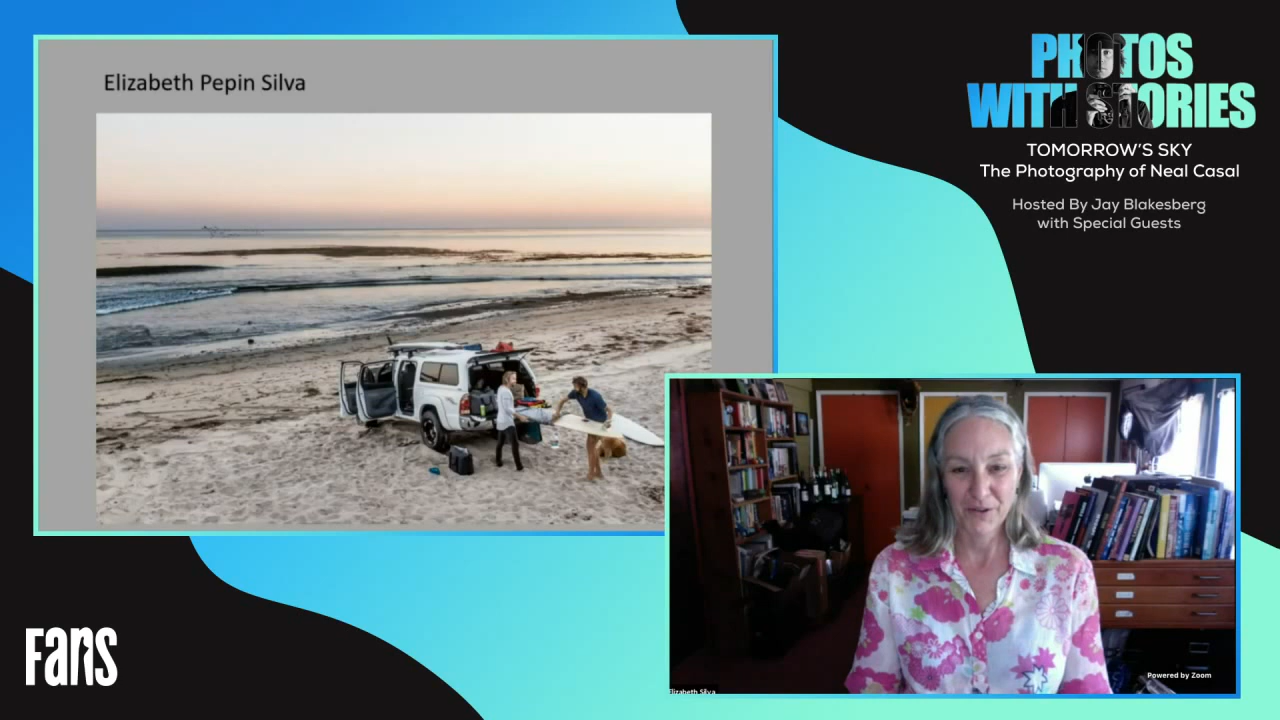 Elizabeth Pepin Silva
PHOTOS
WITH STORIES
TOMORROW'S SKY
The Photography of Neal Casal
Hosted By Jay Blakesberg
with Special Guests
Fans
Powered by Zoom
Elizabeth Silva